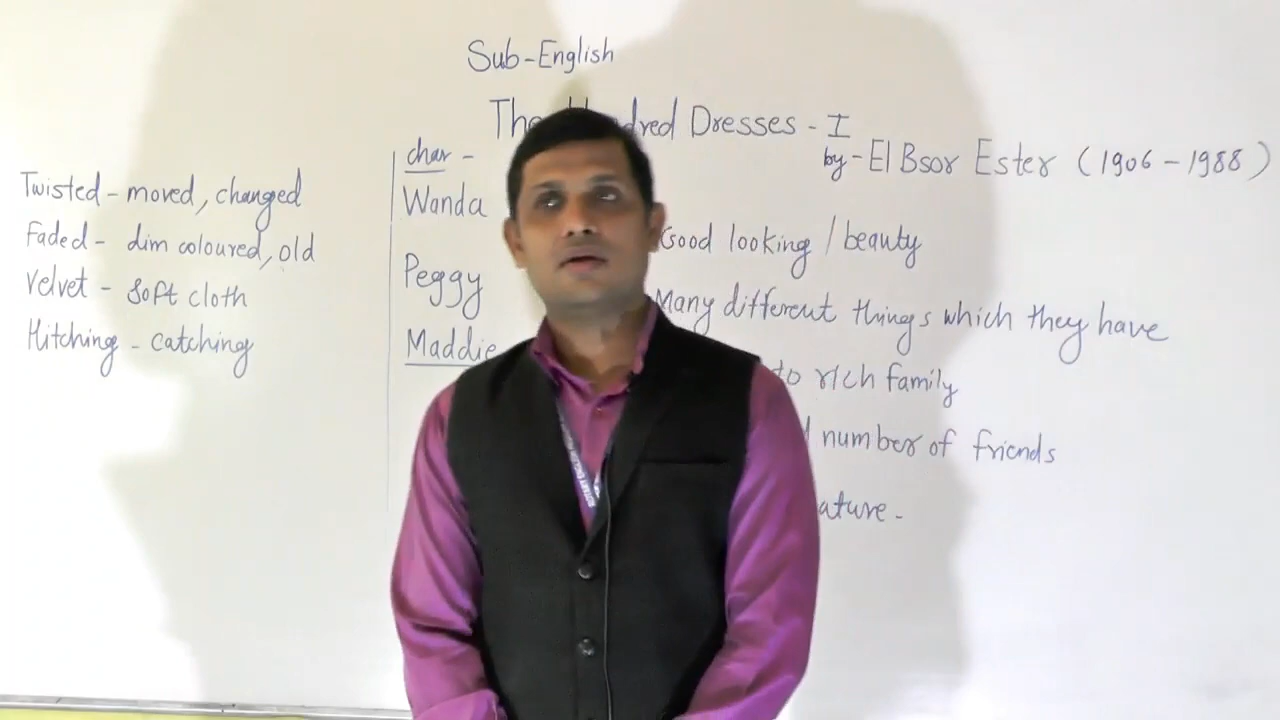 Sub-English
The Hundred Dresses - I
by - El Bsor Ester (1906 - 1988)
Twisted - moved, changed
Faded - dim coloured, old
Velvet - soft cloth
Hitching - catching
char -
Wanda
Peggy
Maddie
Good looking / beauty
Many different things which they have
to rich family
number of friends
ature -